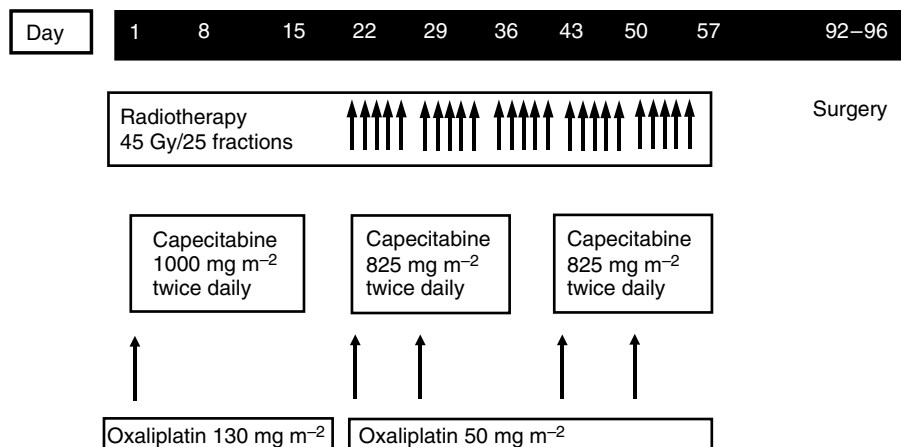 Day 1 8 15 22 29 36 43 50 57 92–96
Radiotherapy
45 Gy/25 fractions
Surgery
Capecitabine
1000 mg m⁻²
twice daily
Capecitabine
825 mg m⁻²
twice daily
Capecitabine
825 mg m⁻²
twice daily
Oxaliplatin 130 mg m⁻²
Oxaliplatin 50 mg m⁻²